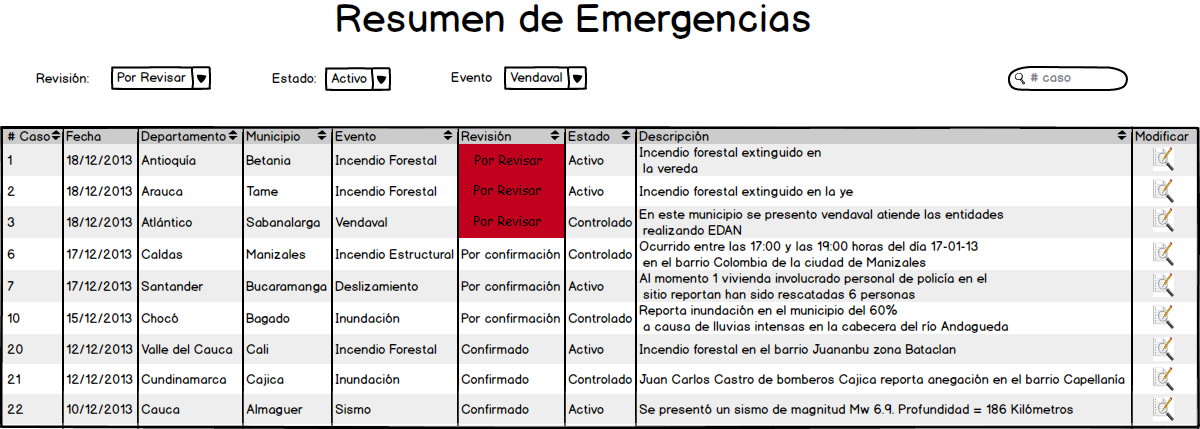 Resumen de Emergencias
Revisión: Por Revisar Estado: Activo Evento Vendaval # caso
# Caso Fecha Departamento Municipio Evento Revisión Estado Descripción Modificar
1 18/12/2013 Antioquía Betania Incendio Forestal Por Revisar Activo Incendio forestal extinguido en
la vereda
2 18/12/2013 Arauca Tame Incendio Forestal Por Revisar Activo Incendio forestal extinguido en la ye
3 18/12/2013 Atlántico Sabanalarga Vendaval Por Revisar Controlado En este municipio se presento vendaval atiende las entidades
realizando EDAN
6 17/12/2013 Caldas Manizales Incendio Estructural Por confirmación Controlado Ocurrido entre las 17:00 y las 19:00 horas del día 17-01-13
en el barrio Colombia de la ciudad de Manizales
7 17/12/2013 Santander Bucaramanga Deslizamiento Por confirmación Controlado Al momento 1 vivienda involucrado personal de policía en el
sitio reportan han sido rescatadas 6 personas
10 15/12/2013 Chocó Bagado Inundación Por confirmación Controlado Reporta inundación en el municipio del 60%
a causa de lluvias intensas en la cabecera del río Andagueda
20 12/12/2013 Valle del Cauca Cali Incendio Forestal Confirmado Activo Incendio forestal en el barrio Juananbu zona Bataclan
21 12/12/2013 Cundinamarca Cajica Inundación Confirmado Controlado Juan Carlos Castro de bomberos Cajica reporta anegación en el barrio Capellanía
22 10/12/2013 Cauca Almaguer Sismo Confirmado Activo Se presentó un sismo de magnitud Mw 6.9. Profundidad = 186 Kilómetros